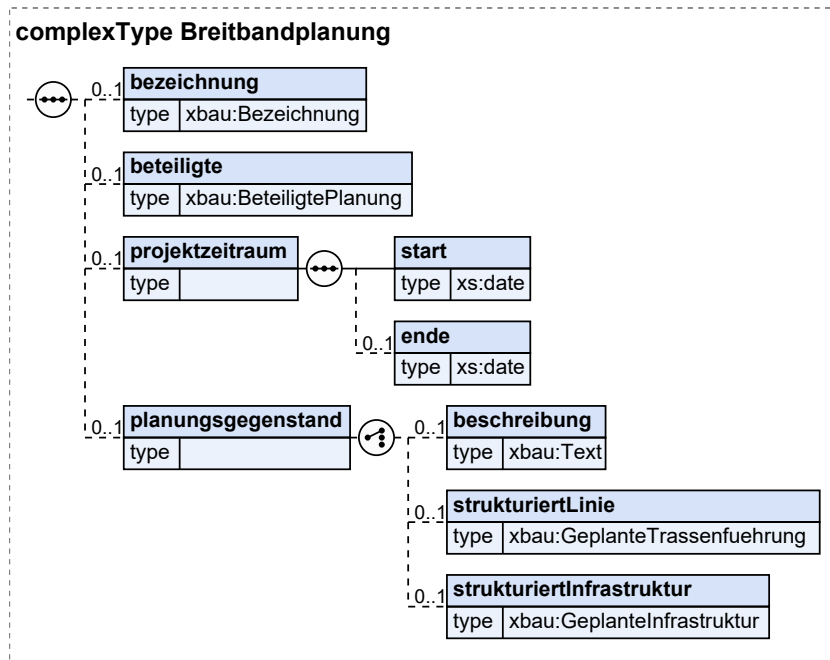 complexType Breitbandplanung
0..1 bezeichnung
type xbau:Bezeichnung
0..1 beteiligte
type xbau:BeteiligtePlanung
0..1 projektzeitraum
type
start
type xs:date
0..1 ende
type xs:date
0..1 planungsgegenstand
type
0..1 beschreibung
type xbau:Text
0..1 strukturiertLinie
type xbau:GeplanteTrassenfuehrung
0..1 strukturiertInfrastruktur
type xbau:GeplanteInfrastruktur